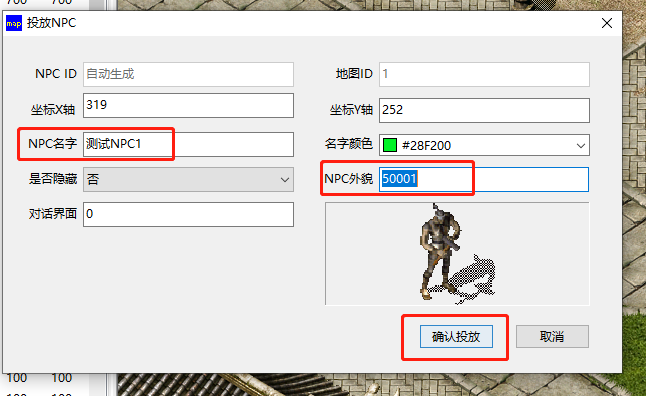 700 700
map 投放NPC
NPC ID 自动生成 地图ID 1
坐标X轴 319 坐标Y轴 252
NPC名字 测试NPC1 名字颜色 #28F200
是否隐藏 否 NPC外貌 50001
对话界面 0
确认投放 取消
100 100